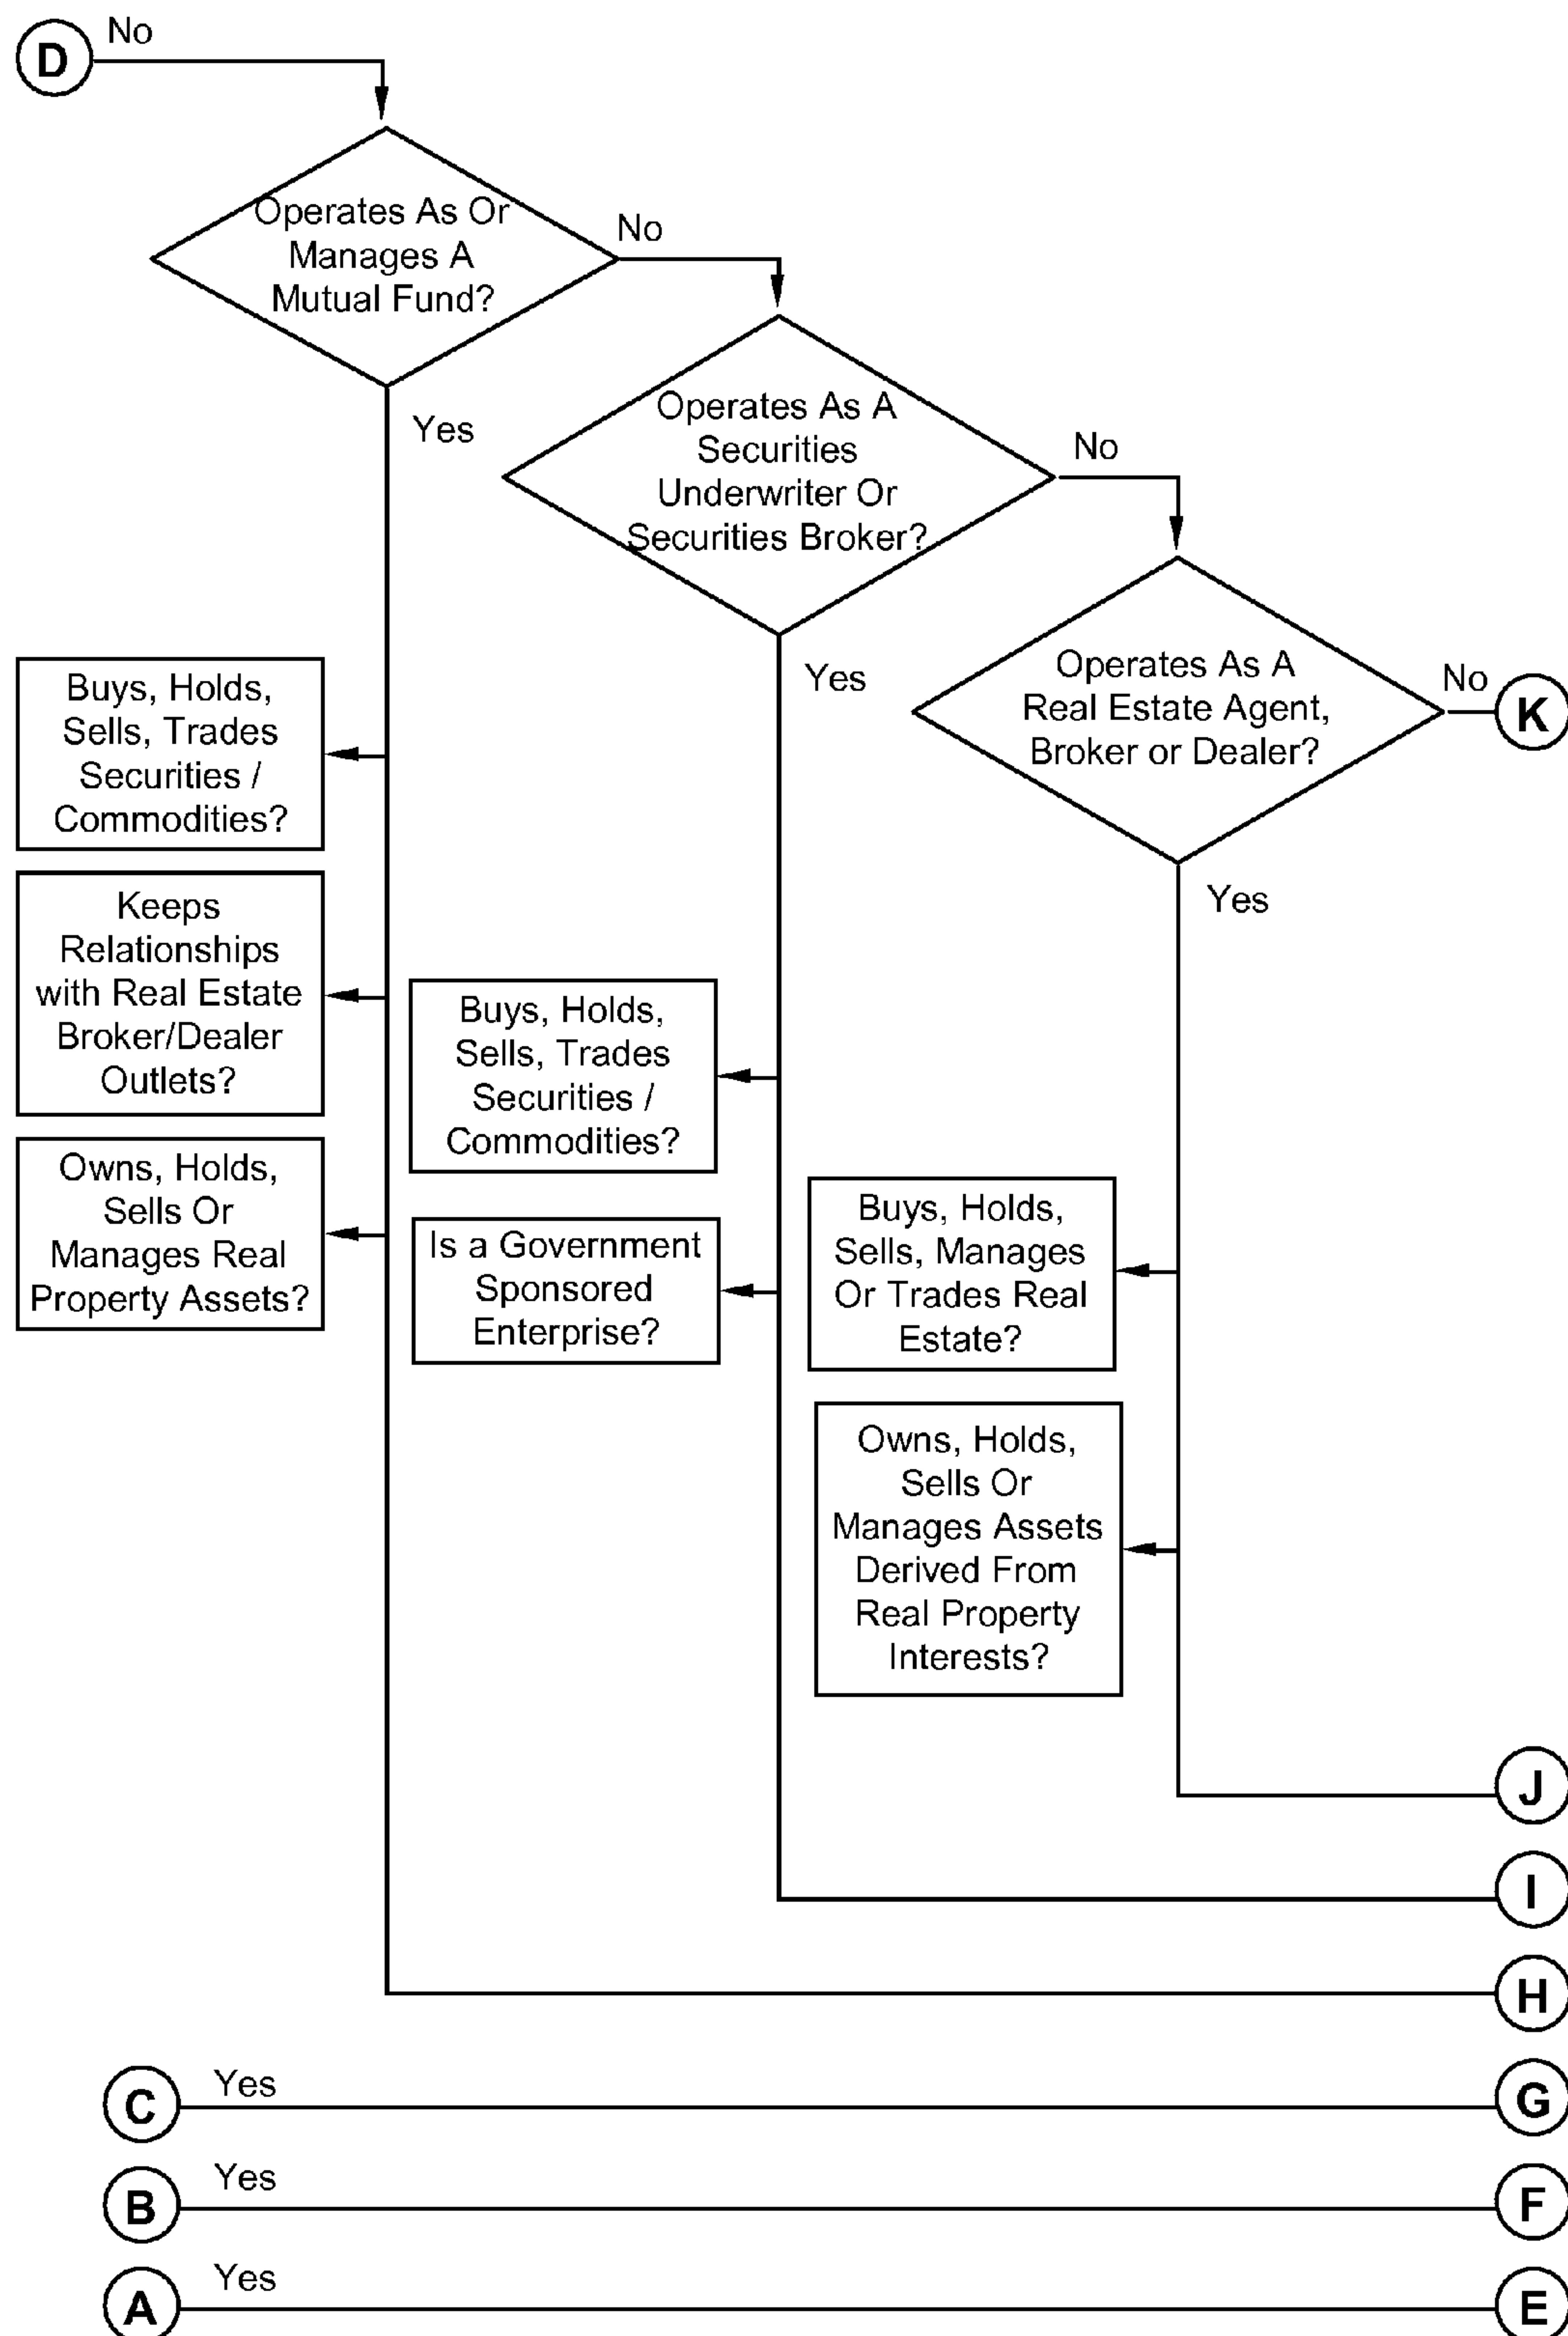 D
No
Operates As Or
Manages A
Mutual Fund?
No
Yes
Operates As A
Securities
Underwriter Or
Securities Broker?
No
Yes
Operates As A
Real Estate Agent,
Broker or Dealer?
No
K
Yes
Buys, Holds,
Sells, Trades
Securities /
Commodities?
Keeps
Relationships
with Real Estate
Broker/Dealer
Outlets?
Owns, Holds,
Sells Or
Manages Real
Property Assets?
Buys, Holds,
Sells, Trades
Securities /
Commodities?
Is a Government
Sponsored
Enterprise?
Buys, Holds,
Sells, Manages
Or Trades Real
Estate?
Owns, Holds,
Sells Or
Manages Assets
Derived From
Real Property
Interests?
J
I
H
C
Yes
G
B
Yes
F
A
Yes
E